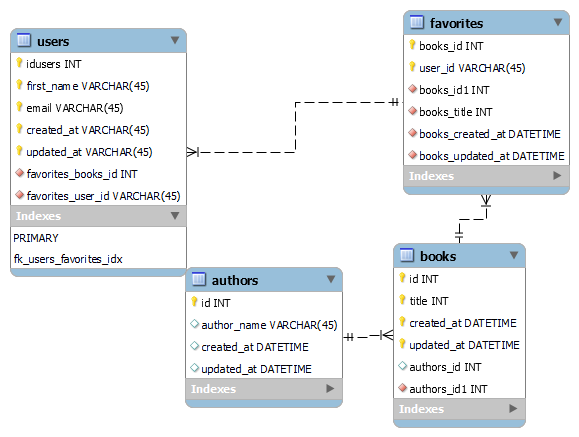 users
idusers INT
first_name VARCHAR(45)
email VARCHAR(45)
created_at VARCHAR(45)
updated_at VARCHAR(45)
favorites_books_id INT
favorites_user_id VARCHAR(45)
Indexes
PRIMARY
fk_users_favorites_idx
favorites
books_id INT
user_id VARCHAR(45)
books_id1 INT
books_title INT
books_created_at DATETIME
books_updated_at DATETIME
Indexes
authors
id INT
author_name VARCHAR(45)
created_at DATETIME
updated_at DATETIME
Indexes
books
id INT
title INT
created_at DATETIME
updated_at DATETIME
authors_id INT
authors_id1 INT
Indexes